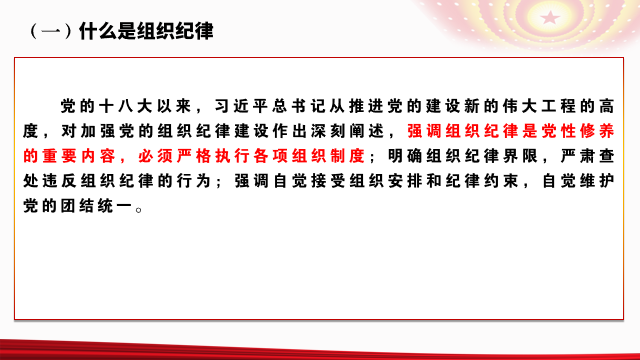 （一）什么是组织纪律
党的十八大以来，习近平总书记从推进党的建设新的伟大工程的高
度，对加强党的组织纪律建设作出深刻阐述，强调组织纪律是党性修养
的重要内容，必须严格执行各项组织制度；明确组织纪律界限，严肃查
处违反组织纪律的行为；强调自觉接受组织安排和纪律约束，自觉维护
党的团结统一。